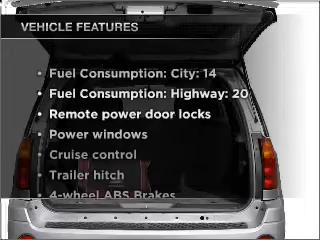 VEHICLE FEATURES
• Fuel Consumption: City: 14
• Fuel Consumption: Highway: 20
• Remote power door locks
• Power windows
• Cruise control
• Trailer hitch
• 4-wheel ABS Brakes